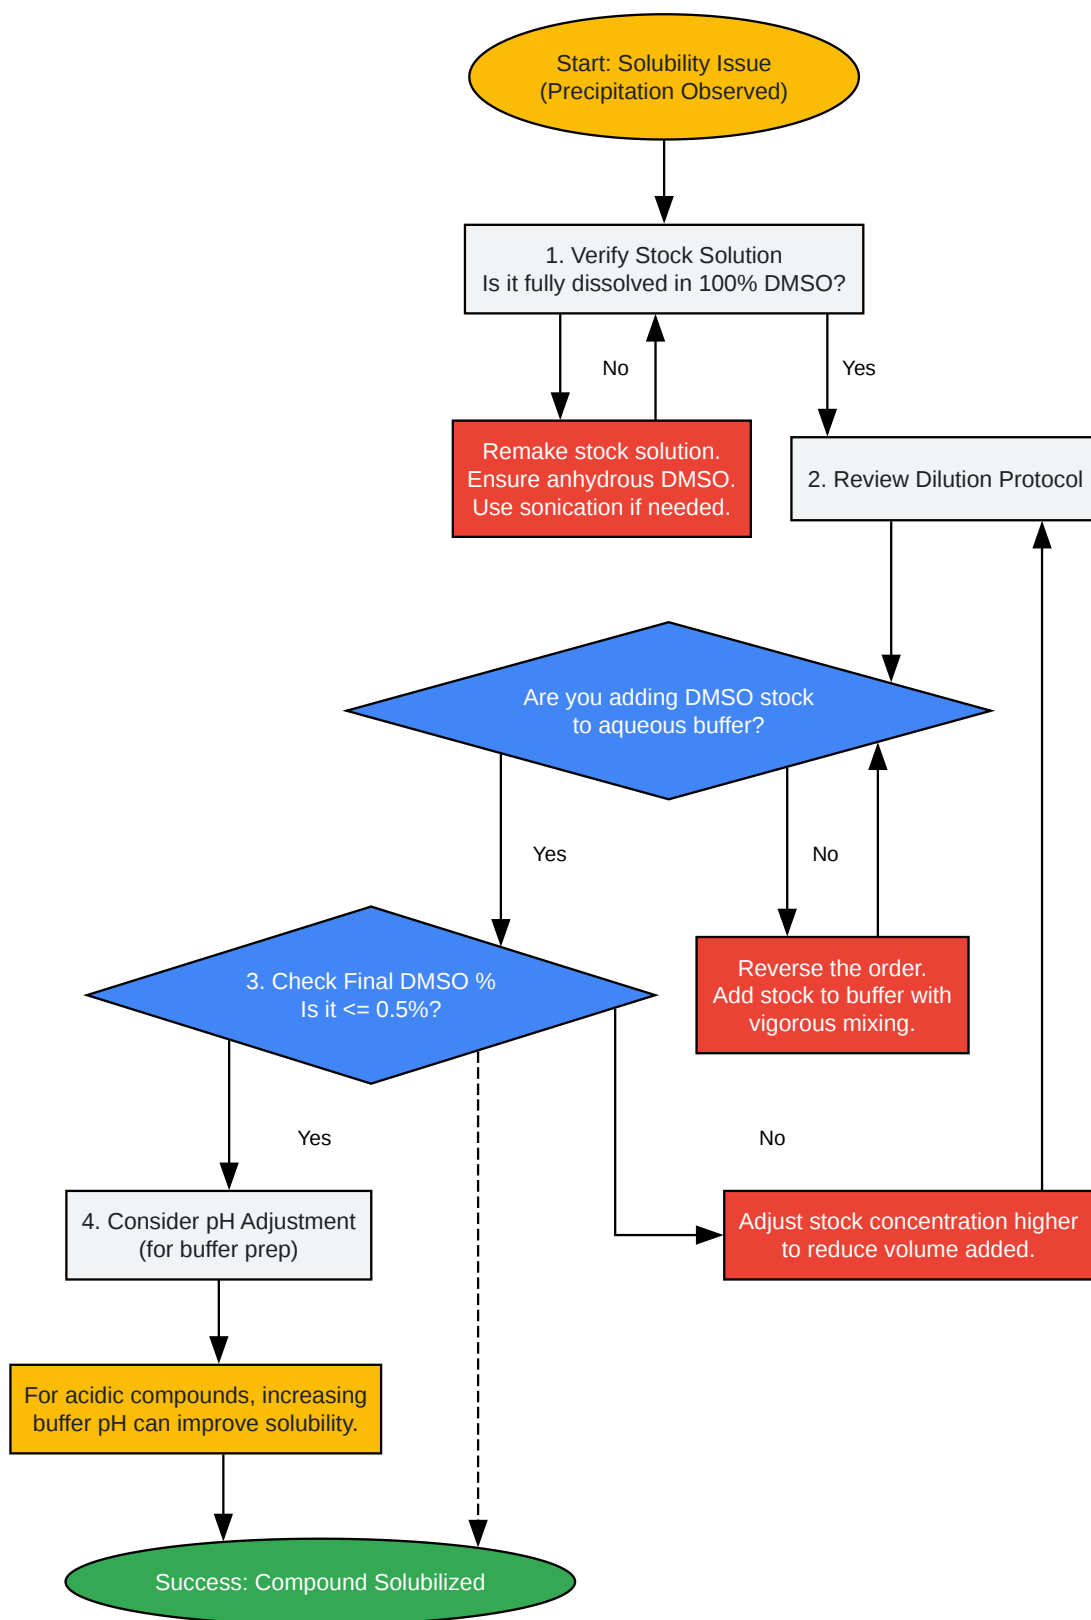 Start: Solubility Issue
(Precipitation Observed)
1. Verify Stock Solution
Is it fully dissolved in 100% DMSO?
No
Yes
Remake stock solution.
Ensure anhydrous DMSO.
Use sonication if needed.
2. Review Dilution Protocol
Are you adding DMSO stock
to aqueous buffer?
Yes
No
Reverse the order.
Add stock to buffer with
vigorous mixing.
3. Check Final DMSO %
Is it <= 0.5%?
Yes
No
4. Consider pH Adjustment
(for buffer prep)
Adjust stock concentration higher
to reduce volume added.
For acidic compounds, increasing
buffer pH can improve solubility.
Success: Compound Solubilized